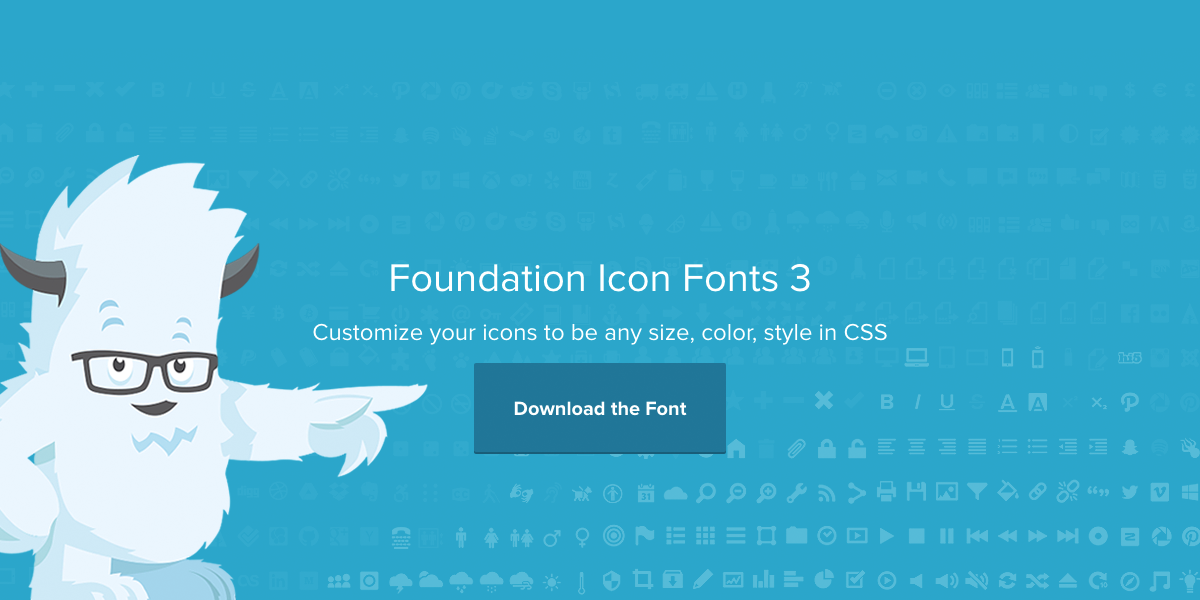 Foundation Icon Fonts 3
Customize your icons to be any size, color, style in CSS
Download the Font